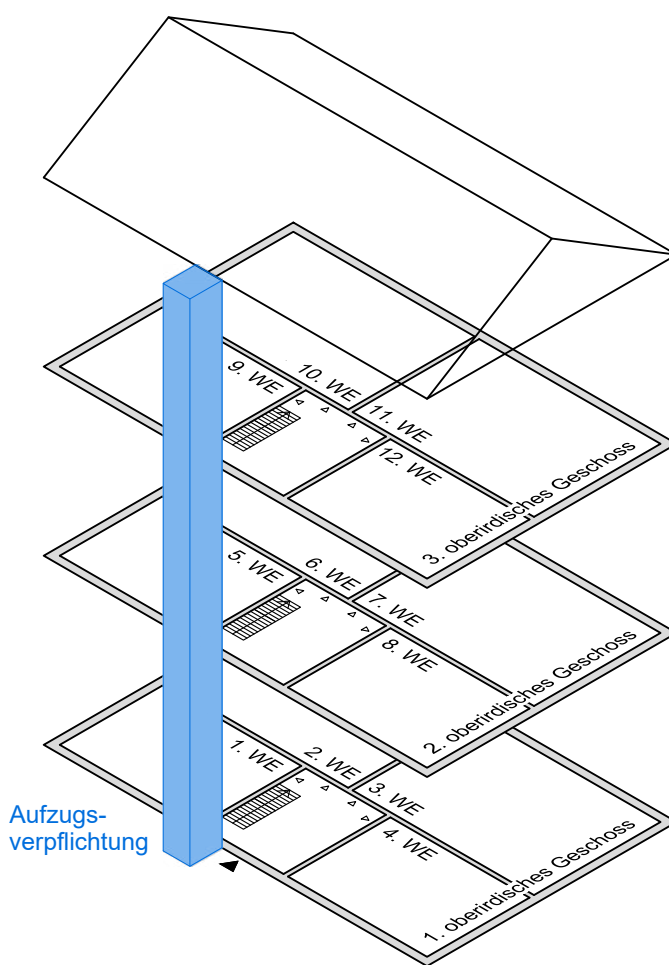 9. WE
10. WE
11. WE
12. WE
3. oberirdisches Geschoss
5. WE
6. WE
7. WE
8. WE
2. oberirdisches Geschoss
1. WE
2. WE
3. WE
4. WE
1. oberirdisches Geschoss
Aufzugs-
verpflichtung